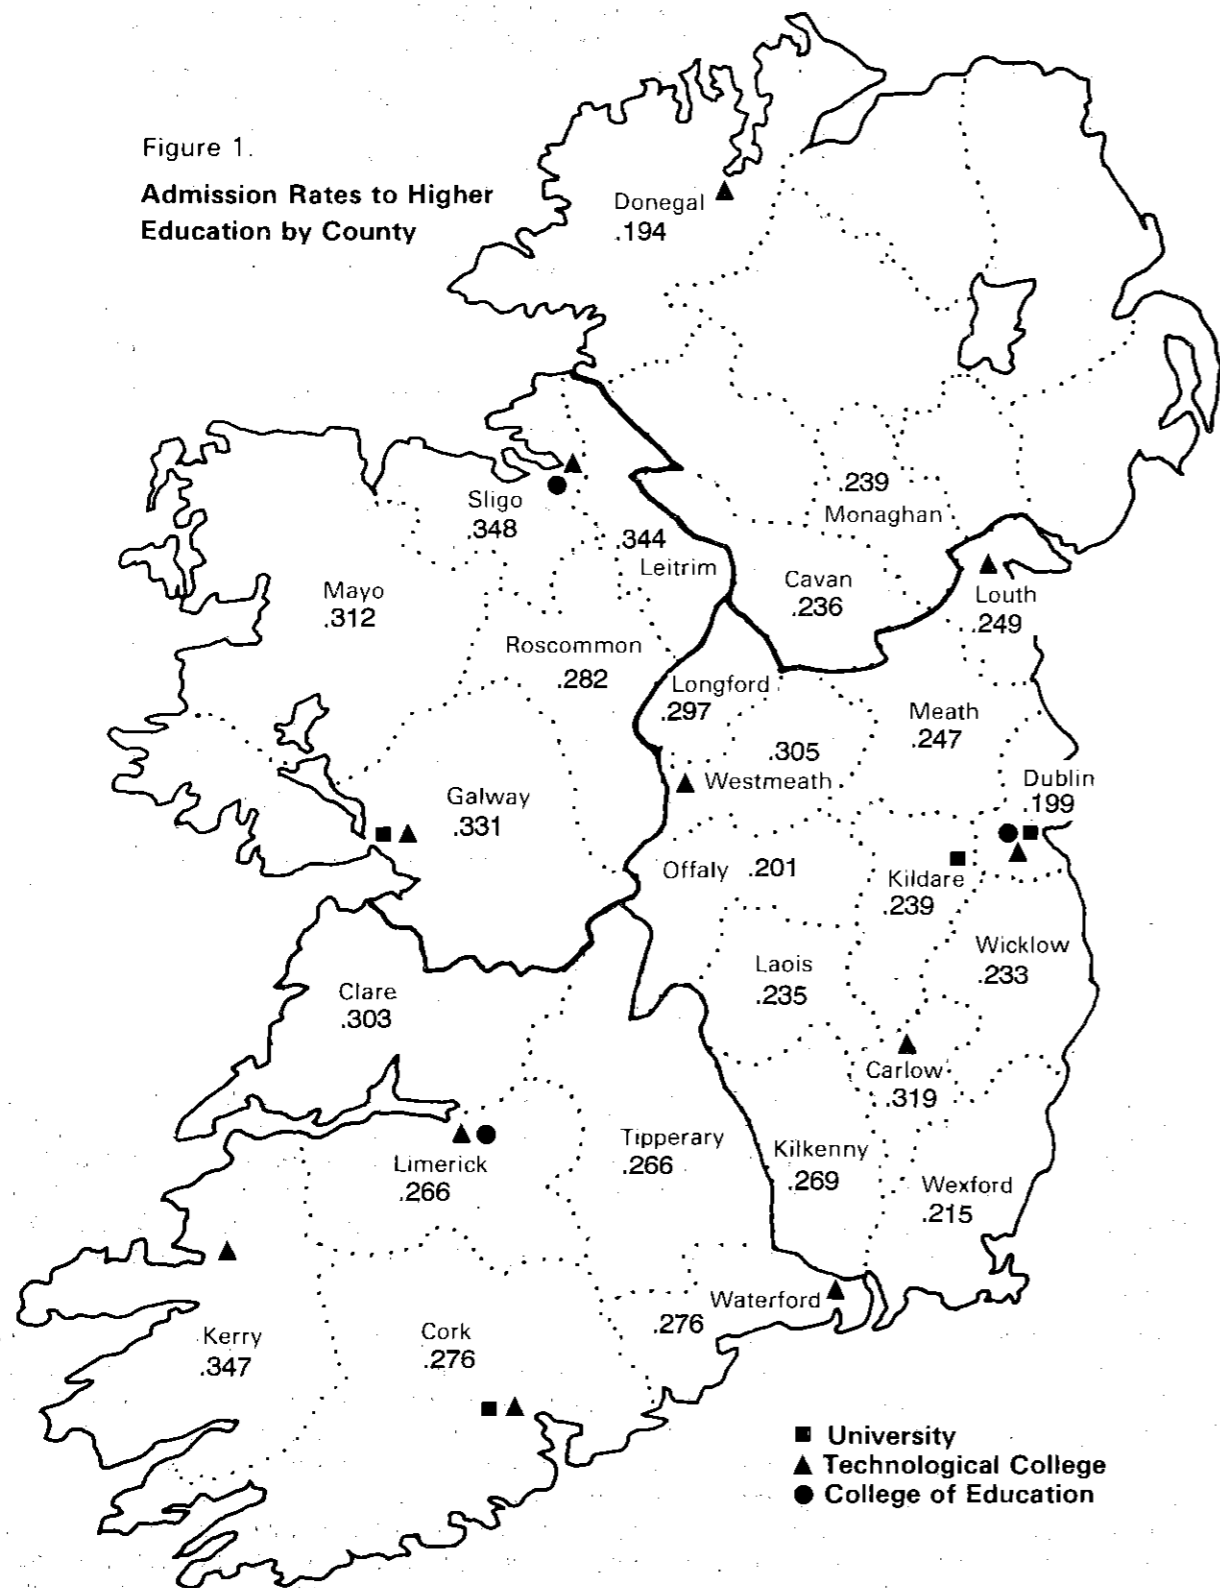 Figure 1.
Admission Rates to Higher
Education by County
Donegal
.194
.239
Monaghan
Sligo
.348
.344
Leitrim
Cavan
.236
Louth
.249
Mayo
.312
Roscommon
.282
Longford
.297
Meath
.247
.305
Westmeath
Dublin
.199
Galway
.331
Offaly .201
Kildare
.239
Wicklow
.233
Laois
.235
Clare
.303
Carlow
.319
Tipperary
.266
Kilkenny
.269
Limerick
.266
Wexford
.215
Waterford
.276
Kerry
.347
Cork
.276
University
Technological College
College of Education